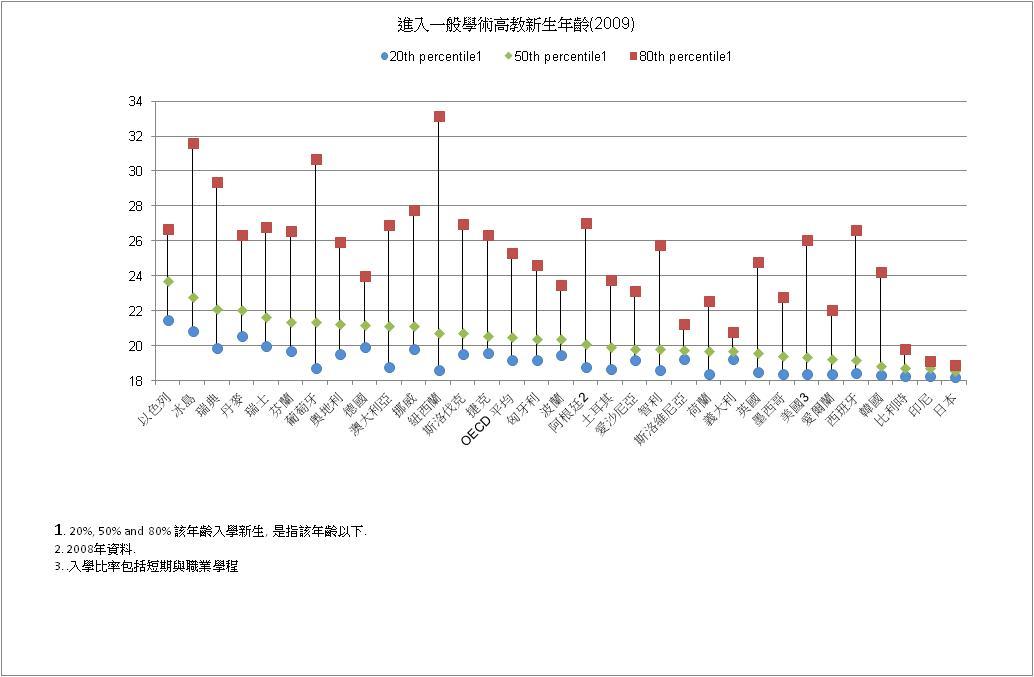 進入一般學術高教新生年齡(2009)
20th percentile1 50th percentile1 80th percentile1
34
32
30
28
26
24
22
20
18
以色列 冰島 瑞典 丹麥 瑞士 芬蘭 葡萄牙 奧地利 德國 澳大利亞 挪威 紐西蘭 斯洛伐克 捷克 OECD 平均 匈牙利 波蘭 阿根廷2 土耳其 愛沙尼亞 智利 斯洛維尼亞 荷蘭 義大利 英國 墨西哥 美國3 愛爾蘭 西班牙 韓國 比利時 印尼 日本
1. 20%, 50% and 80% 該年齡入學新生, 是指該年齡以下.
2. 2008年資料.
3. .入學比率包括短期與職業學程